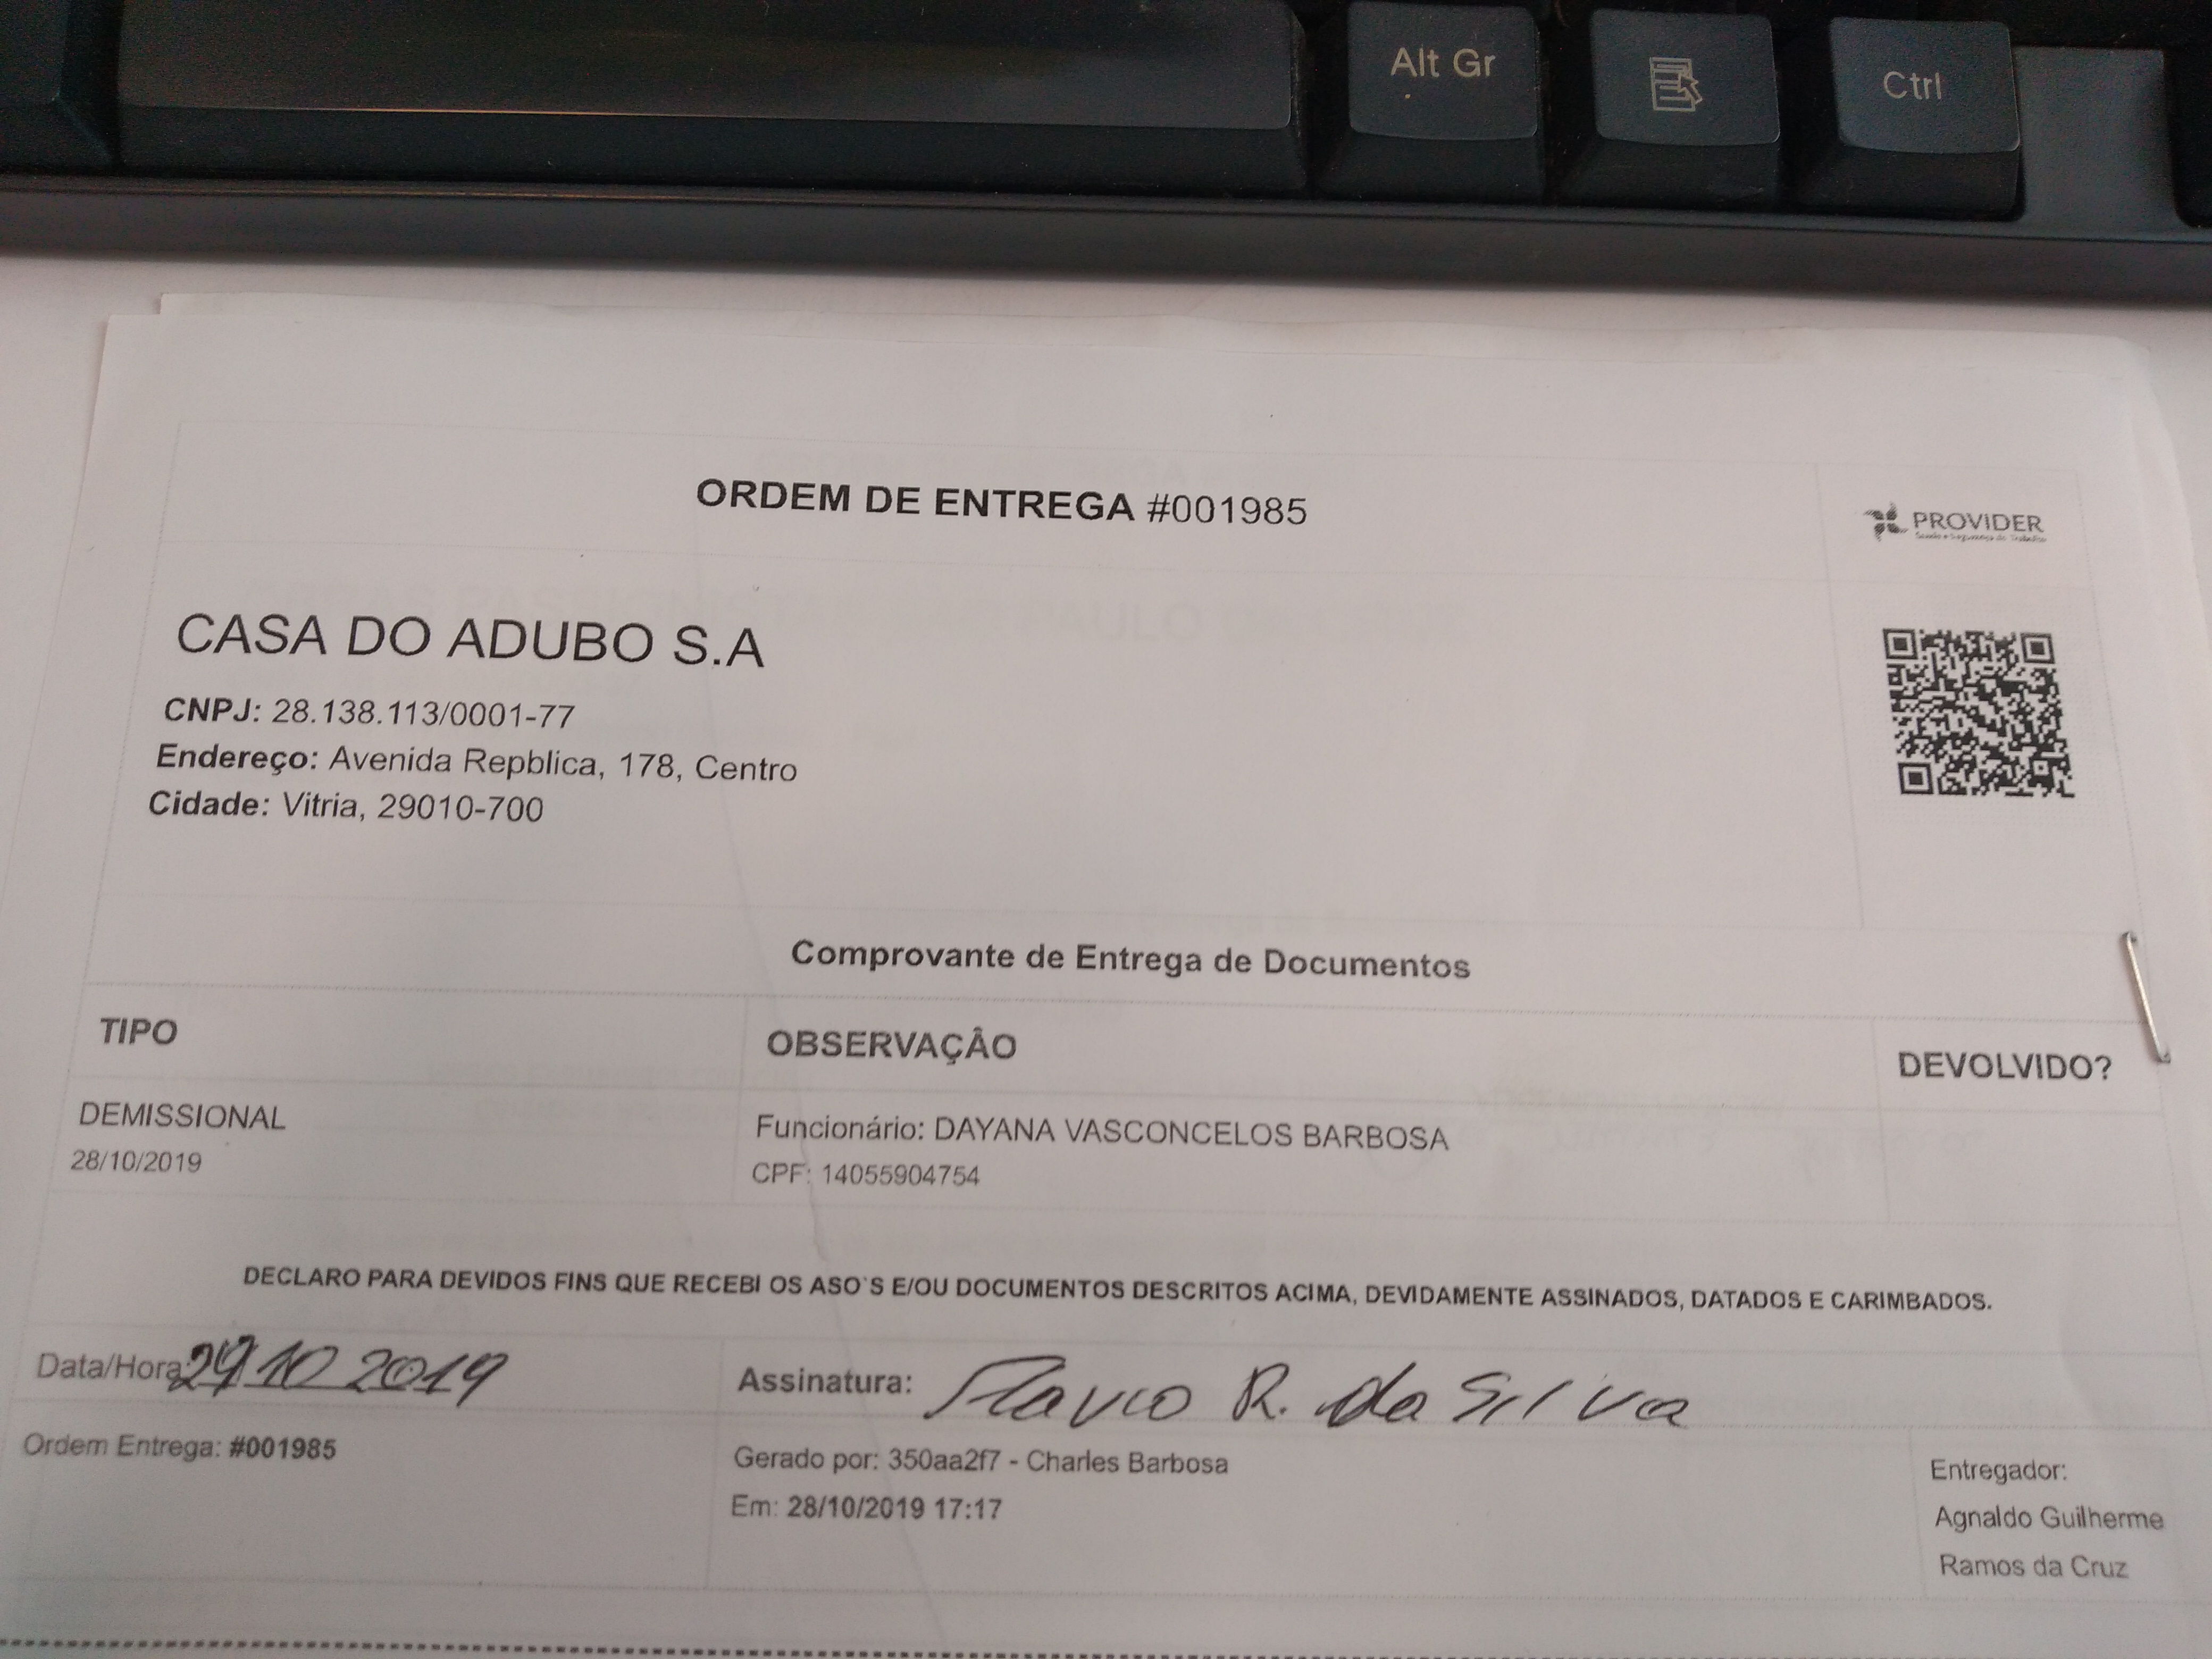 Alt Gr
Ctrl
ORDEM DE ENTREGA #001985
PROVIDER
Saúde e Segurança do Trabalho
CASA DO ADUBO S.A
CNPJ: 28.138.113/0001-77
Endereço: Avenida Repblica, 178, Centro
Cidade: Vitria, 29010-700
Comprovante de Entrega de Documentos
TIPO
OBSERVAÇÃO
DEVOLVIDO?
DEMISSIONAL
28/10/2019
Funcionário: DAYANA VASCONCELOS BARBOSA
CPF: 14055904754
DECLARO PARA DEVIDOS FINS QUE RECEBI OS ASO`S E/OU DOCUMENTOS DESCRITOS ACIMA, DEVIDAMENTE ASSINADOS, DATADOS E CARIMBADOS.
Data/Hora: 29 10 2019
Assinatura: Flavio R. da Silva
Ordem Entrega: #001985
Gerado por: 350aa2f7 - Charles Barbosa
Em: 28/10/2019 17:17
Entregador:
Agnaldo Guilherme
Ramos da Cruz